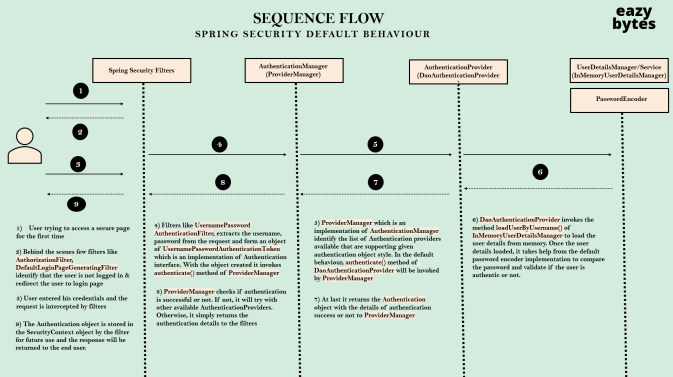 SEQUENCE FLOW
SPRING SECURITY DEFAULT BEHAVIOUR
eazy
bytes
Spring Security Filters
AuthenticationManager
(ProviderManager)
AuthenticationProvider
(DaoAuthenticationProvider
UserDetailsManager/Service
(InMemoryUserDetailsManager)
PasswordEncoder
1
2
3
9
4
8
5
7
6
1) User trying to access a secure page
for the first time
2) Behind the scenes few filters like
AuthorizationFilter,
DefaultLoginPageGeneratingFilter
identify that the user is not logged in &
redirect the user to login page
3) User entered his credentials and the
request is intercepted by filters
9) The Authentication object is stored in
the SecurityContext object by the filter
for future use and the response will be
returned to the end user.
4) Filters like UsernamePassword
AuthenticationFilter, extracts the username,
password from the request and form an object
of UsernamePasswordAuthenticationToken
which is an implementation of Authentication
interface. With the object created it invokes
authenticate() method of ProviderManager
8) ProviderManager checks if authentication
is successful or not. If not, it will try with
other available AuthenticationProviders.
Otherwise, it simply returns the
authentication details to the filters
5) ProviderManager which is an
implementation of AuthenticationManager
identify the list of Authentication providers
available that are supporting given
authentication object style. In the default
behaviour, authenticate() method of
DaoAuthenticationProvider will be invoked
by ProviderManager
7) At last it returns the Authentication
object with the details of authentication
success or not to ProviderManager
6) DaoAuthenticationProvider invokes the
method loadUserByUsername() of
InMemoryUserDetailsManager to load the
user details from memory. Once the user
details loaded, it takes help from the default
password encoder implementation to compare
the password and validate if the user is
authentic or not.